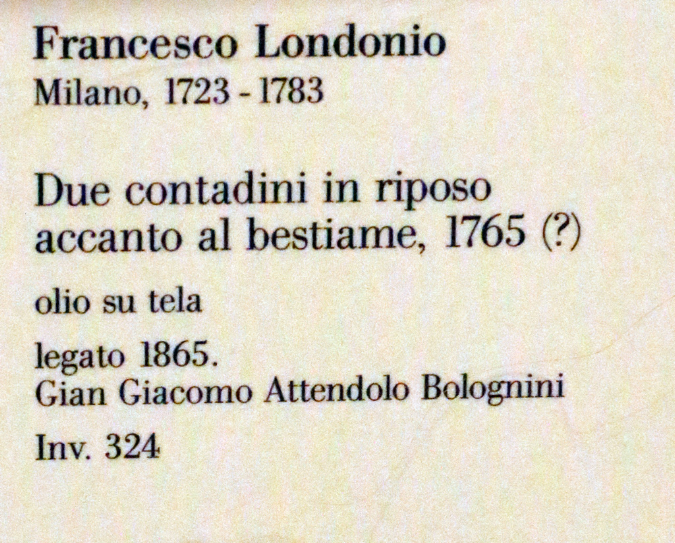 Francesco Londonio
Milano, 1723 - 1783
Due contadini in riposo
accanto al bestiame, 1765 (?)
olio su tela
legato 1865.
Gian Giacomo Attendolo Bolognini
Inv. 324